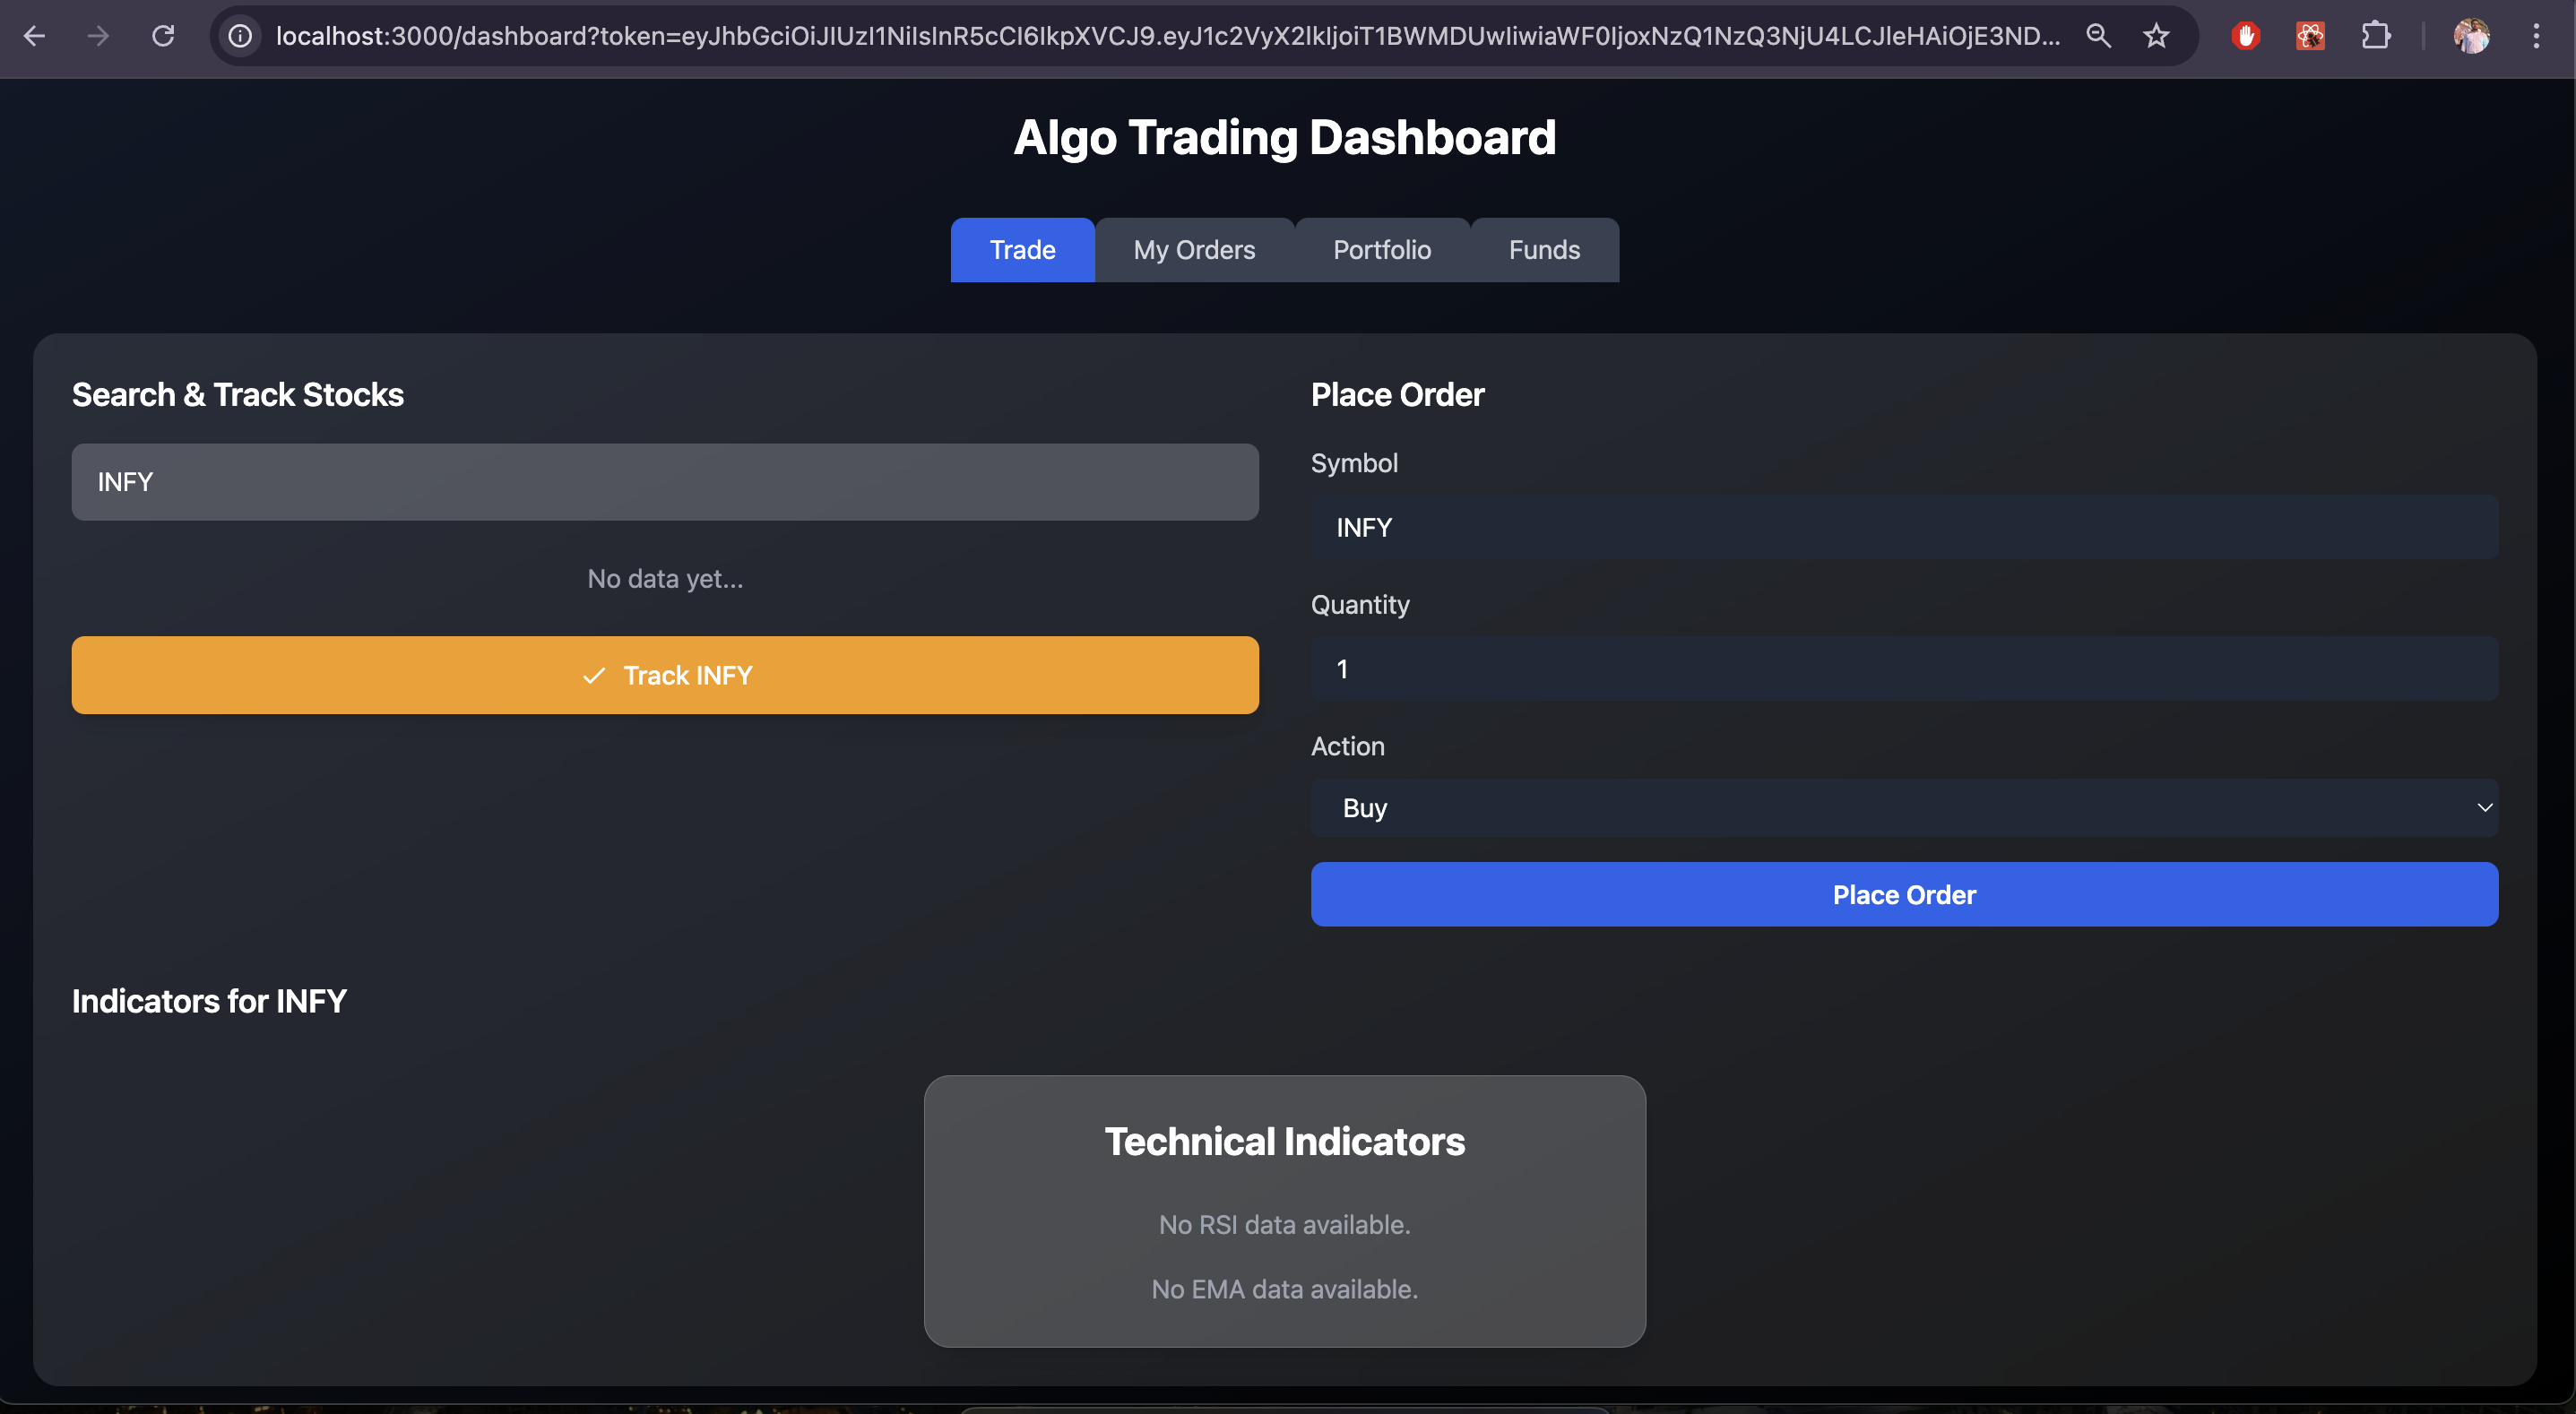 localhost:3000/dashboard?token=eyJhbGciOiJIUzI1NiIsInR5cCI6IkpXVCJ9.eyJ1c2VyX2lkIjoiT1BWMDUwIiwiaWF0IjoxNzQ1NzQ3NjU4LCJleHAiOjE3ND...
Algo Trading Dashboard
Trade
My Orders
Portfolio
Funds
Search & Track Stocks
INFY
No data yet...
Track INFY
Place Order
Symbol
INFY
Quantity
1
Action
Buy
Place Order
Indicators for INFY
Technical Indicators
No RSI data available.
No EMA data available.